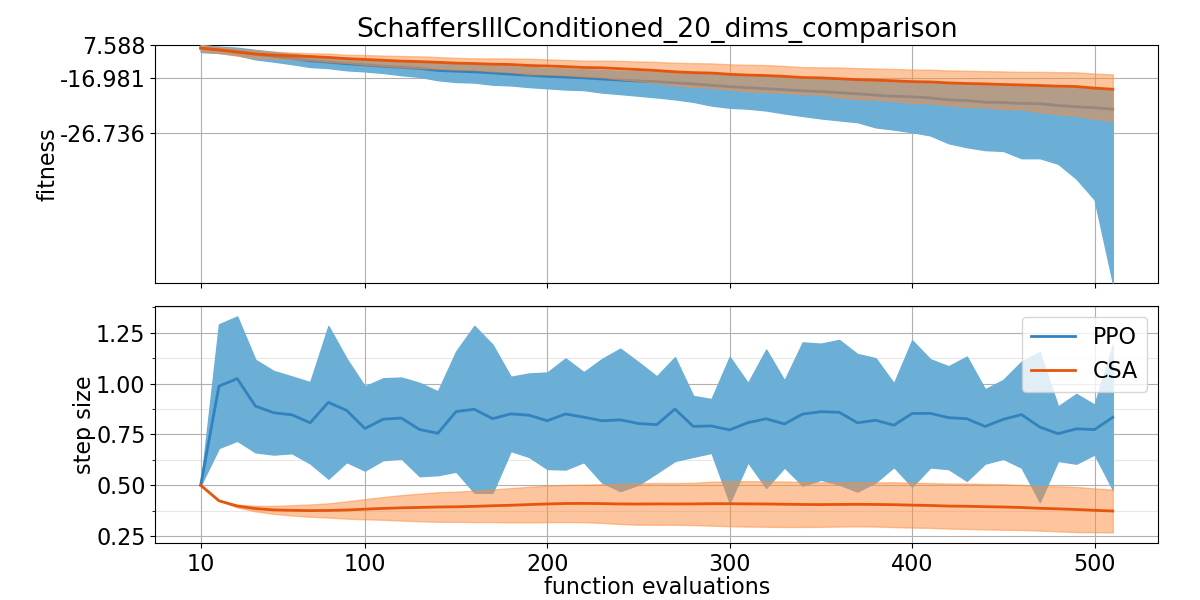 SchaffersIllConditioned_20_dims_comparison
7.588
-16.981
-26.736
fitness
1.25
1.00
0.75
0.50
0.25
step size
PPO
CSA
10
100
200
300
400
500
function evaluations